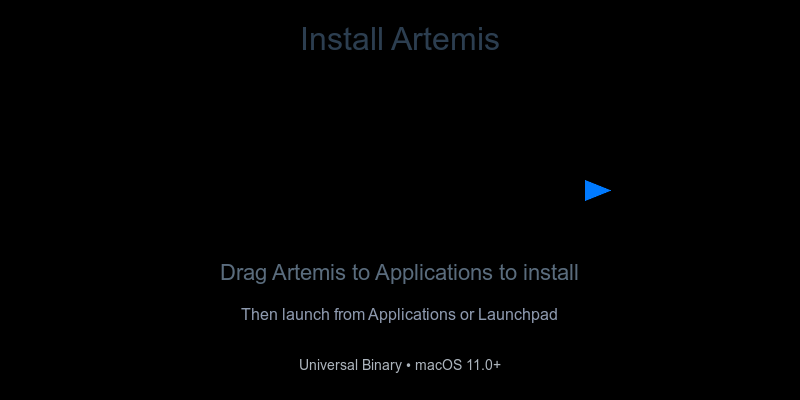 Install Artemis
Drag Artemis to Applications to install
Then launch from Applications or Launchpad
Universal Binary • macOS 11.0+